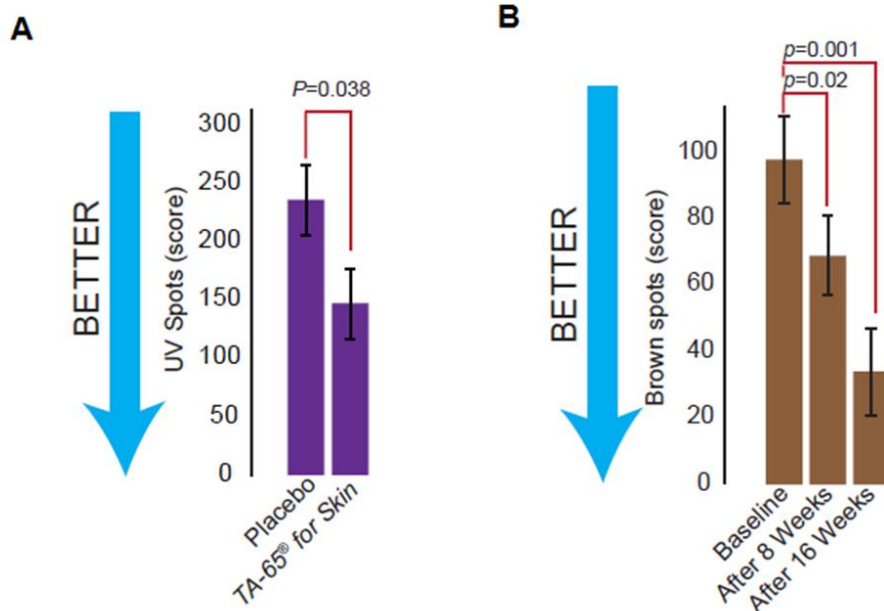 A
BETTER
UV Spots (score)
300
250
200
150
100
50
0
P=0.038
Placebo
TA-65® for Skin
B
BETTER
Brown spots (score)
100
80
60
40
20
0
p=0.001
p=0.02
Baseline
After 8 Weeks
After 16 Weeks